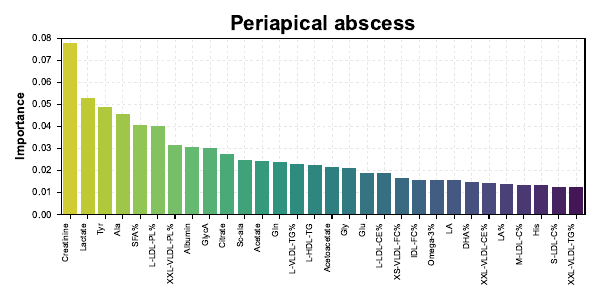 Periapical abscess
Importance
0.08
0.07
0.06
0.05
0.04
0.03
0.02
0.01
0.00
Creatinine
Lactate
Tyr
Ala
SFA%
L-LDL-PL%
XXL-VLDL-PL%
Albumin
GlycA
Citrate
Sc-ala
Acetate
Gln
L-VLDL-TG%
L-HDL-TG
Acetoacetate
Gly
Glu
L-LDL-CE%
XS-VLDL-FC%
IDL-FC%
Omega-3%
LA
DHA%
XXL-VLDL-CE%
LA%
M-LDL-C%
His
S-LDL-C%
XXL-VLDL-TG%